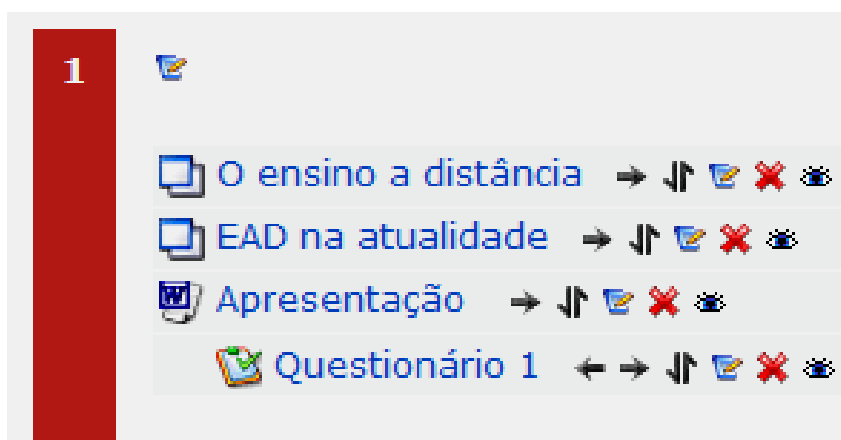 1
O ensino a distância
EAD na atualidade
Apresentação
Questionário 1